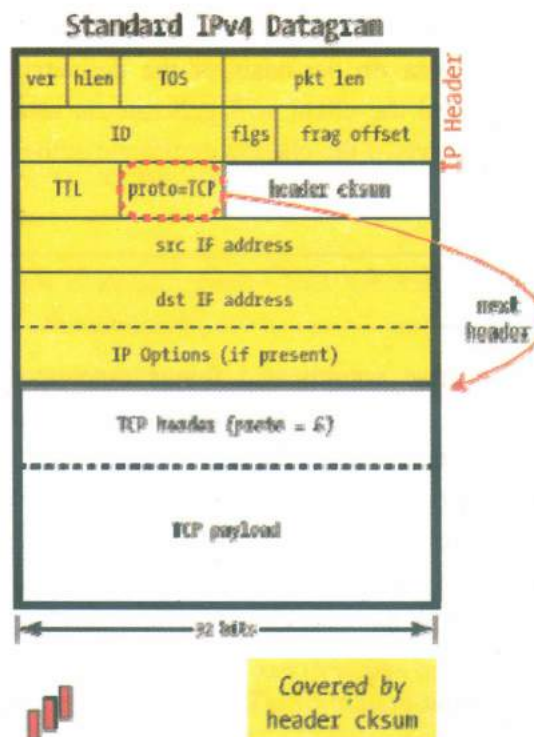 Standard IPv4 Datagram
ver hlen TOS pkt len
ID flgs frag offset
TTL proto=TCP header cksum
src IP address
dst IP address
IP Options (if present)
TCP header (proto = 6)
TCP payload
32 bits
IP Header
next
header
Covered by
header cksum